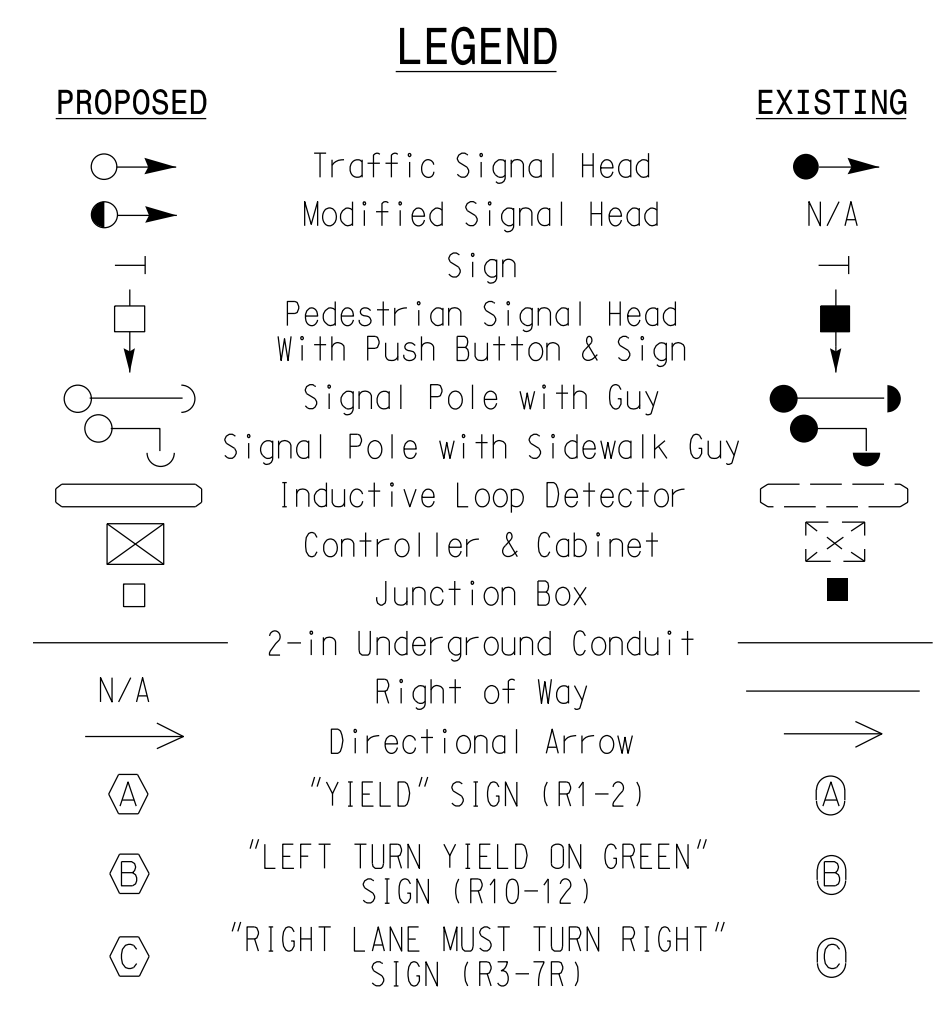 LEGEND
PROPOSED EXISTING
Traffic Signal Head
Modified Signal Head N/A
Sign
Pedestrian Signal Head
With Push Button & Sign
Signal Pole with Guy
Signal Pole with Sidewalk Guy
Inductive Loop Detector
Controller & Cabinet
Junction Box
2-in Underground Conduit
N/A Right of Way
Directional Arrow
A "YIELD" SIGN (R1-2) A
"LEFT TURN YIELD ON GREEN"
B SIGN (R10-12) B
"RIGHT LANE MUST TURN RIGHT"
C SIGN (R3-7R) C